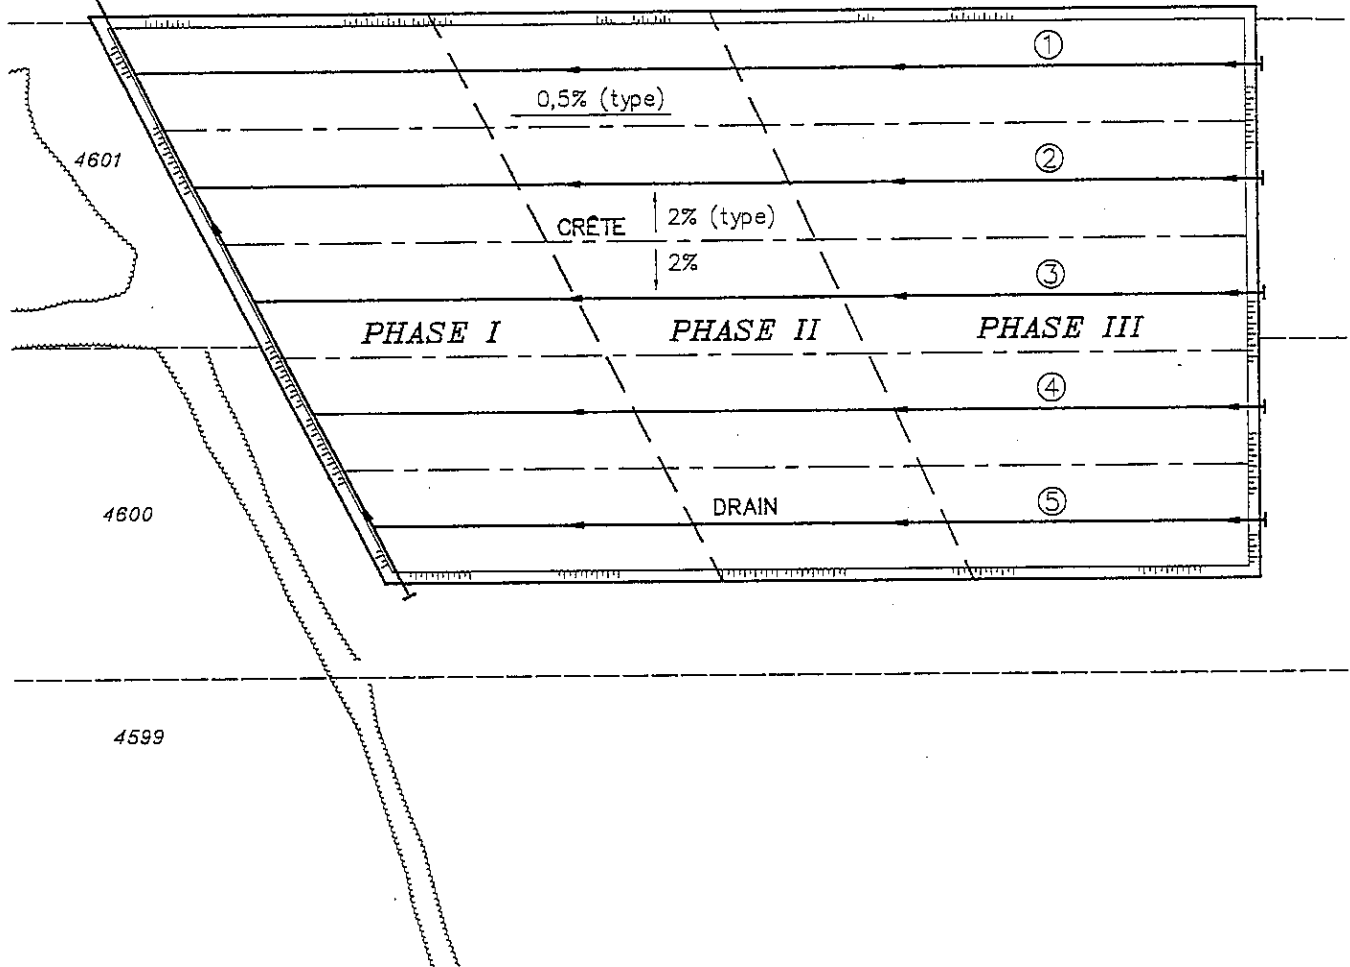 ①
0,5% (type)
4601
②
2% (type)
CRÊTE
2%
③
PHASE I PHASE II PHASE III
④
4600
DRAIN
⑤
4599